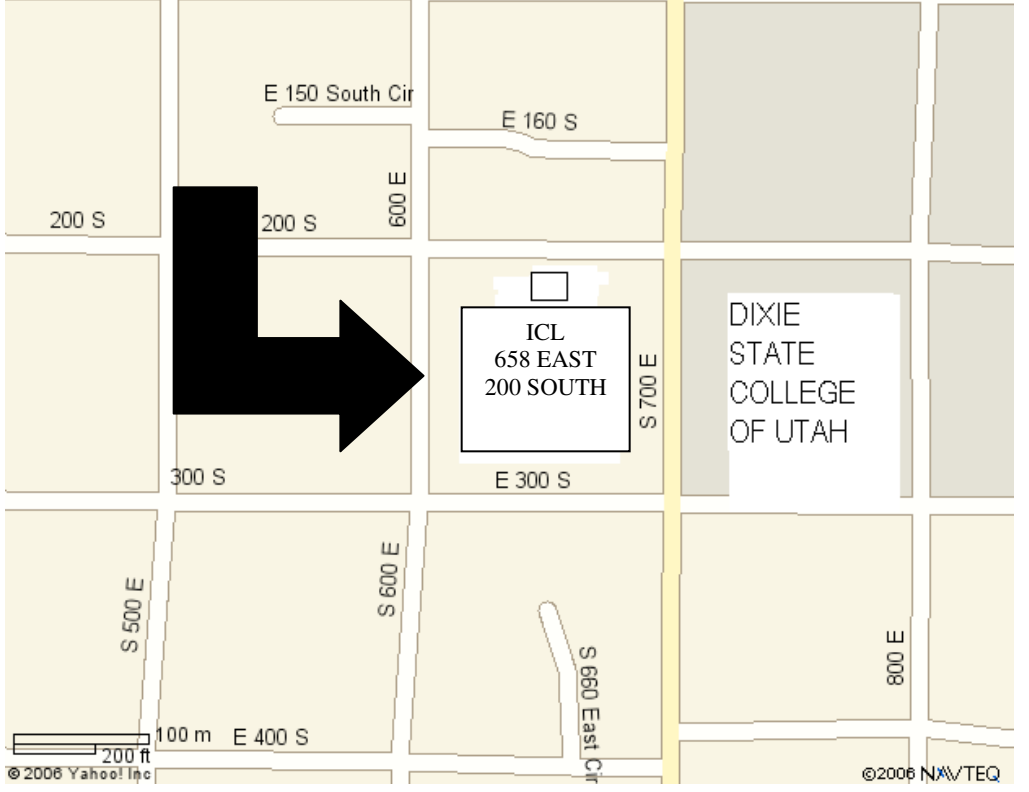 E 150 South Cir
E 160 S
600 E
200 S
200 S
ICL
658 EAST
200 SOUTH
S 700 E
DIXIE
STATE
COLLEGE
OF UTAH
300 S
E 300 S
S 500 E
S 600 E
S 660 East Cir
800 E
100 m
E 400 S
200 ft
©2006 Yahoo! Inc
©2006 NAVTEQ